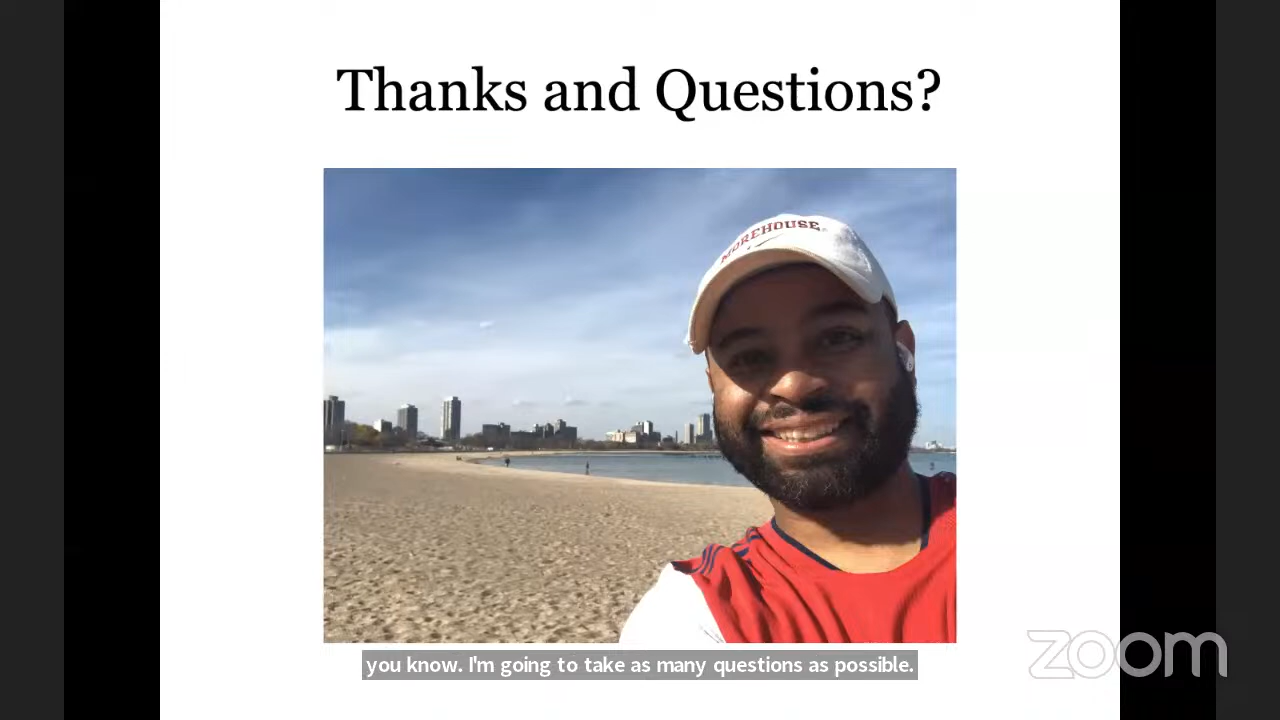 Thanks and Questions?
MOREHOUSE
you know. I'm going to take as many questions as possible.
zoom